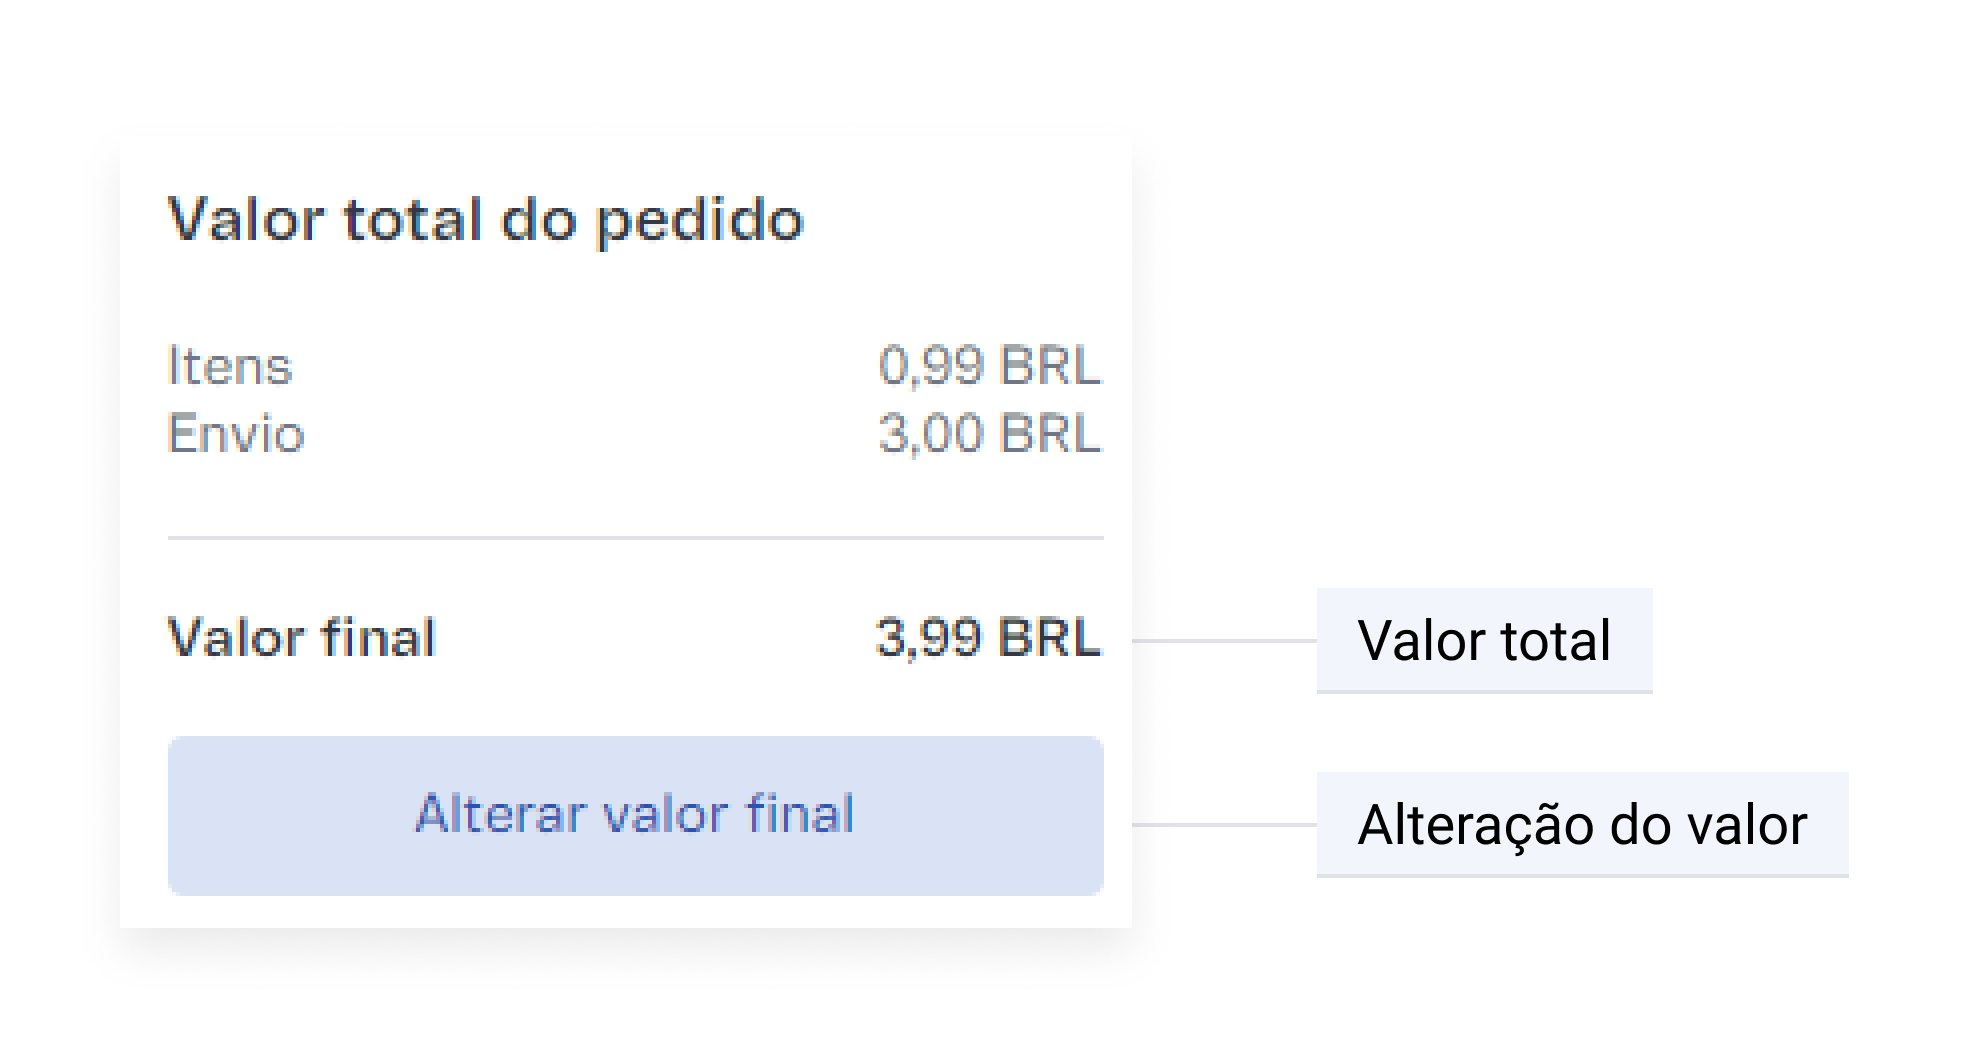 Valor total do pedido
Itens 0,99 BRL
Envio 3,00 BRL
Valor final 3,99 BRL
Valor total
Alterar valor final
Alteração do valor